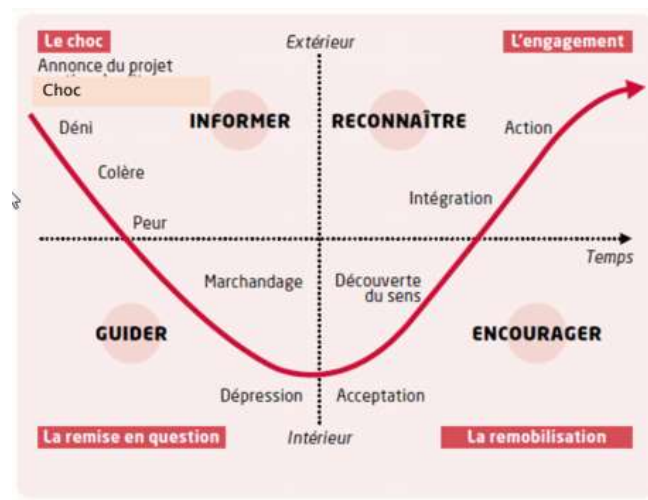 Le choc
Extérieur
L'engagement
Annonce du projet
Choc
Déni
INFORMER
RECONNAÎTRE
Action
Colère
Intégration
Peur
Temps
Marchandage
Découverte
du sens
GUIDER
ENCOURAGER
Dépression
Acceptation
La remise en question
Intérieur
La remobilisation